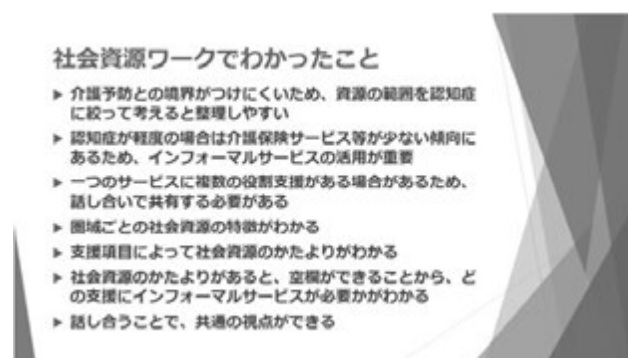 社会資源ワークでわかったこと
▶ 介護予防との境界がつけにくいため、資源の範囲を認知症
に絞って考えると整理しやすい
▶ 認知症が軽度の場合は介護保険サービス等が少ない傾向に
あるため、インフォーマルサービスの活用が重要
▶ 一つのサービスに複数の役割支援がある場合があるため、
話し合いで共有する必要がある
▶ 圏域ごとの社会資源の特徴がわかる
▶ 支援項目によって社会資源のかたよりがわかる
▶ 社会資源のかたよりがあると、空欄ができることから、ど
の支援にインフォーマルサービスが必要かがわかる
▶ 話し合うことで、共通の視点ができる